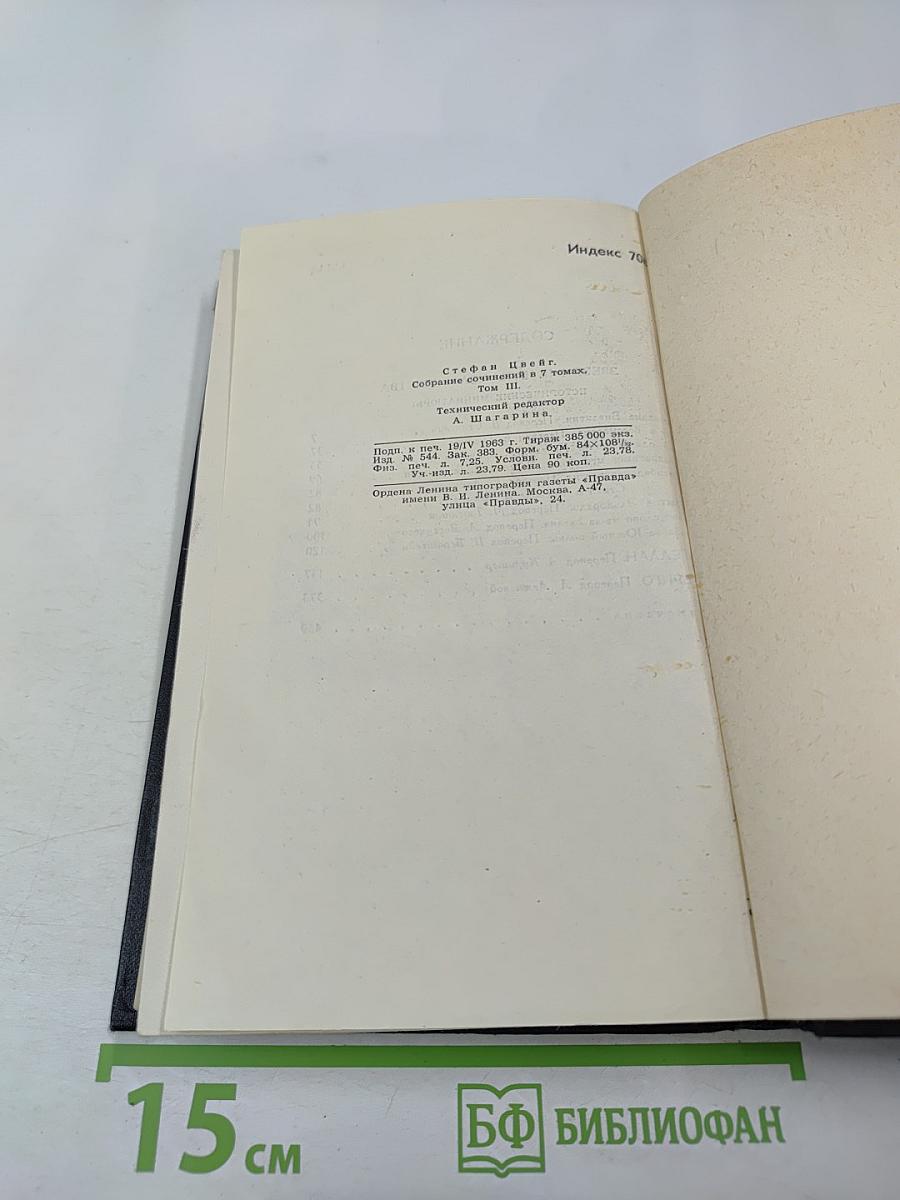 Индекс 70
Стефан Цвейг.
Собрание сочинений в 7 томах.
Том III.
Технический редактор
А. Шагарина.
Подп. к печ. 19/IV 1963 г. Тираж 385 000 экз.
Изд. № 544. Зак. 383. Форм. бум. 84×108¹/₃₂.
Физ. печ. л. 7,25. Условн. печ. л. 23,78.
Уч.-изд. л. 23,79. Цена 90 коп.
Ордена Ленина типография газеты «Правда»
имени В. И. Ленина. Москва, А-47,
улица «Правды», 24.
15 см
БФ БИБЛИОФАН